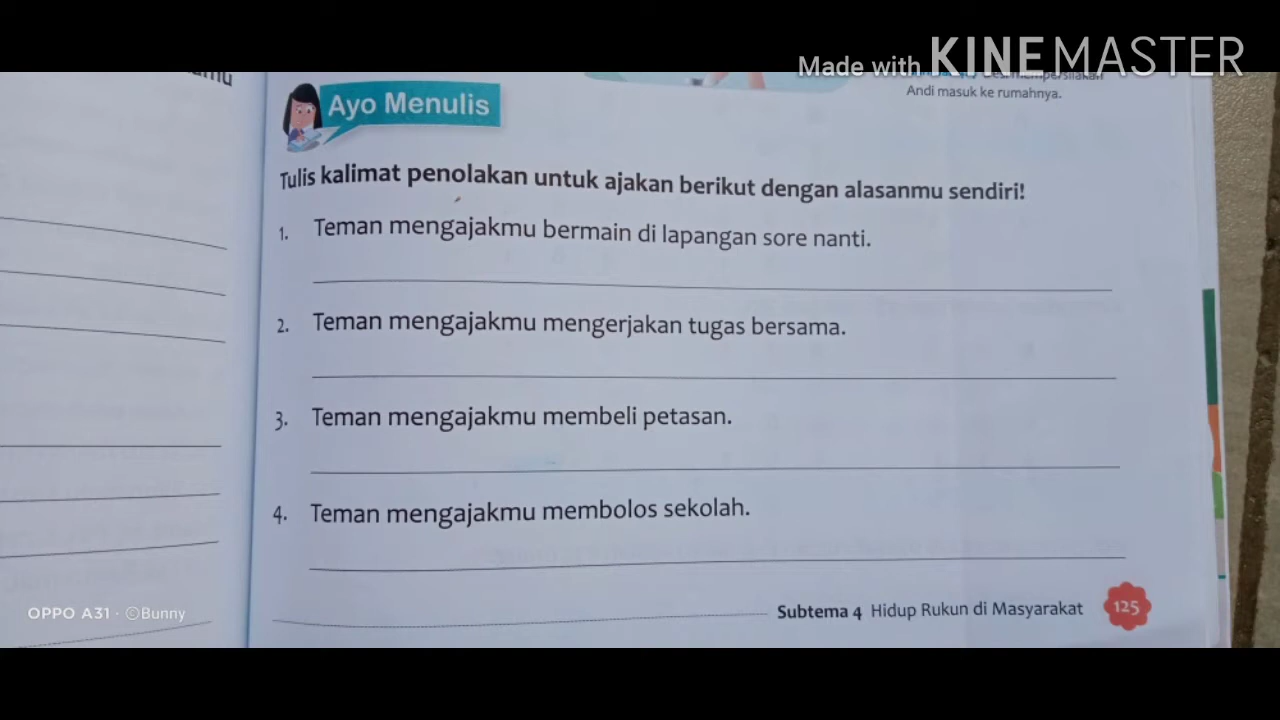 Made with KINEMASTER
Andi masuk ke rumahnya.
Ayo Menulis
Tulis kalimat penolakan untuk ajakan berikut dengan alasanmu sendiri!
1. Teman mengajakmu bermain di lapangan sore nanti.
2. Teman mengajakmu mengerjakan tugas bersama.
3. Teman mengajakmu membeli petasan.
4. Teman mengajakmu membolos sekolah.
OPPO A31 · ©Bunny
Subtema 4 Hidup Rukun di Masyarakat 125